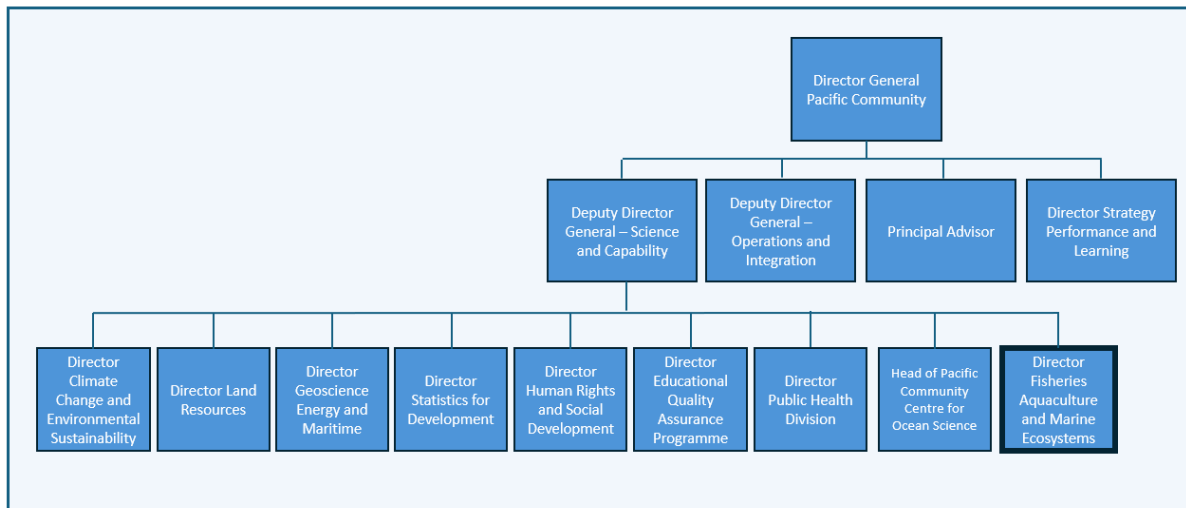 Director General
Pacific Community
Deputy Director
General – Science
and Capability
Deputy Director
General –
Operations and
Integration
Principal Advisor
Director Strategy
Performance and
Learning
Director
Climate
Change and
Environmental
Sustainability
Director Land
Resources
Director
Geoscience
Energy and
Maritime
Director
Statistics for
Development
Director
Human Rights
and Social
Development
Director
Educational
Quality
Assurance
Programme
Director
Public Health
Division
Head of Pacific
Community
Centre for
Ocean Science
Director
Fisheries
Aquaculture
and Marine
Ecosystems